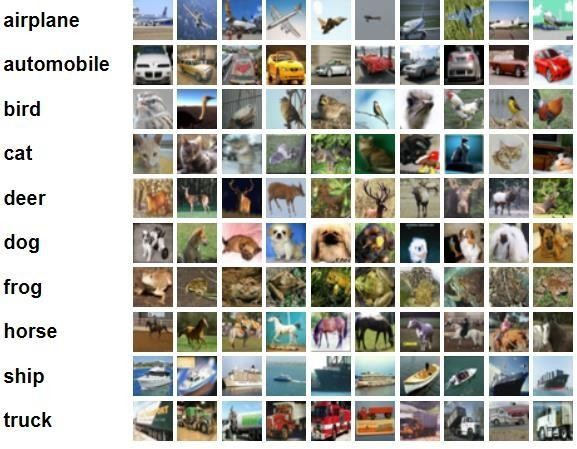 airplane
automobile
bird
cat
deer
dog
frog
horse
ship
truck